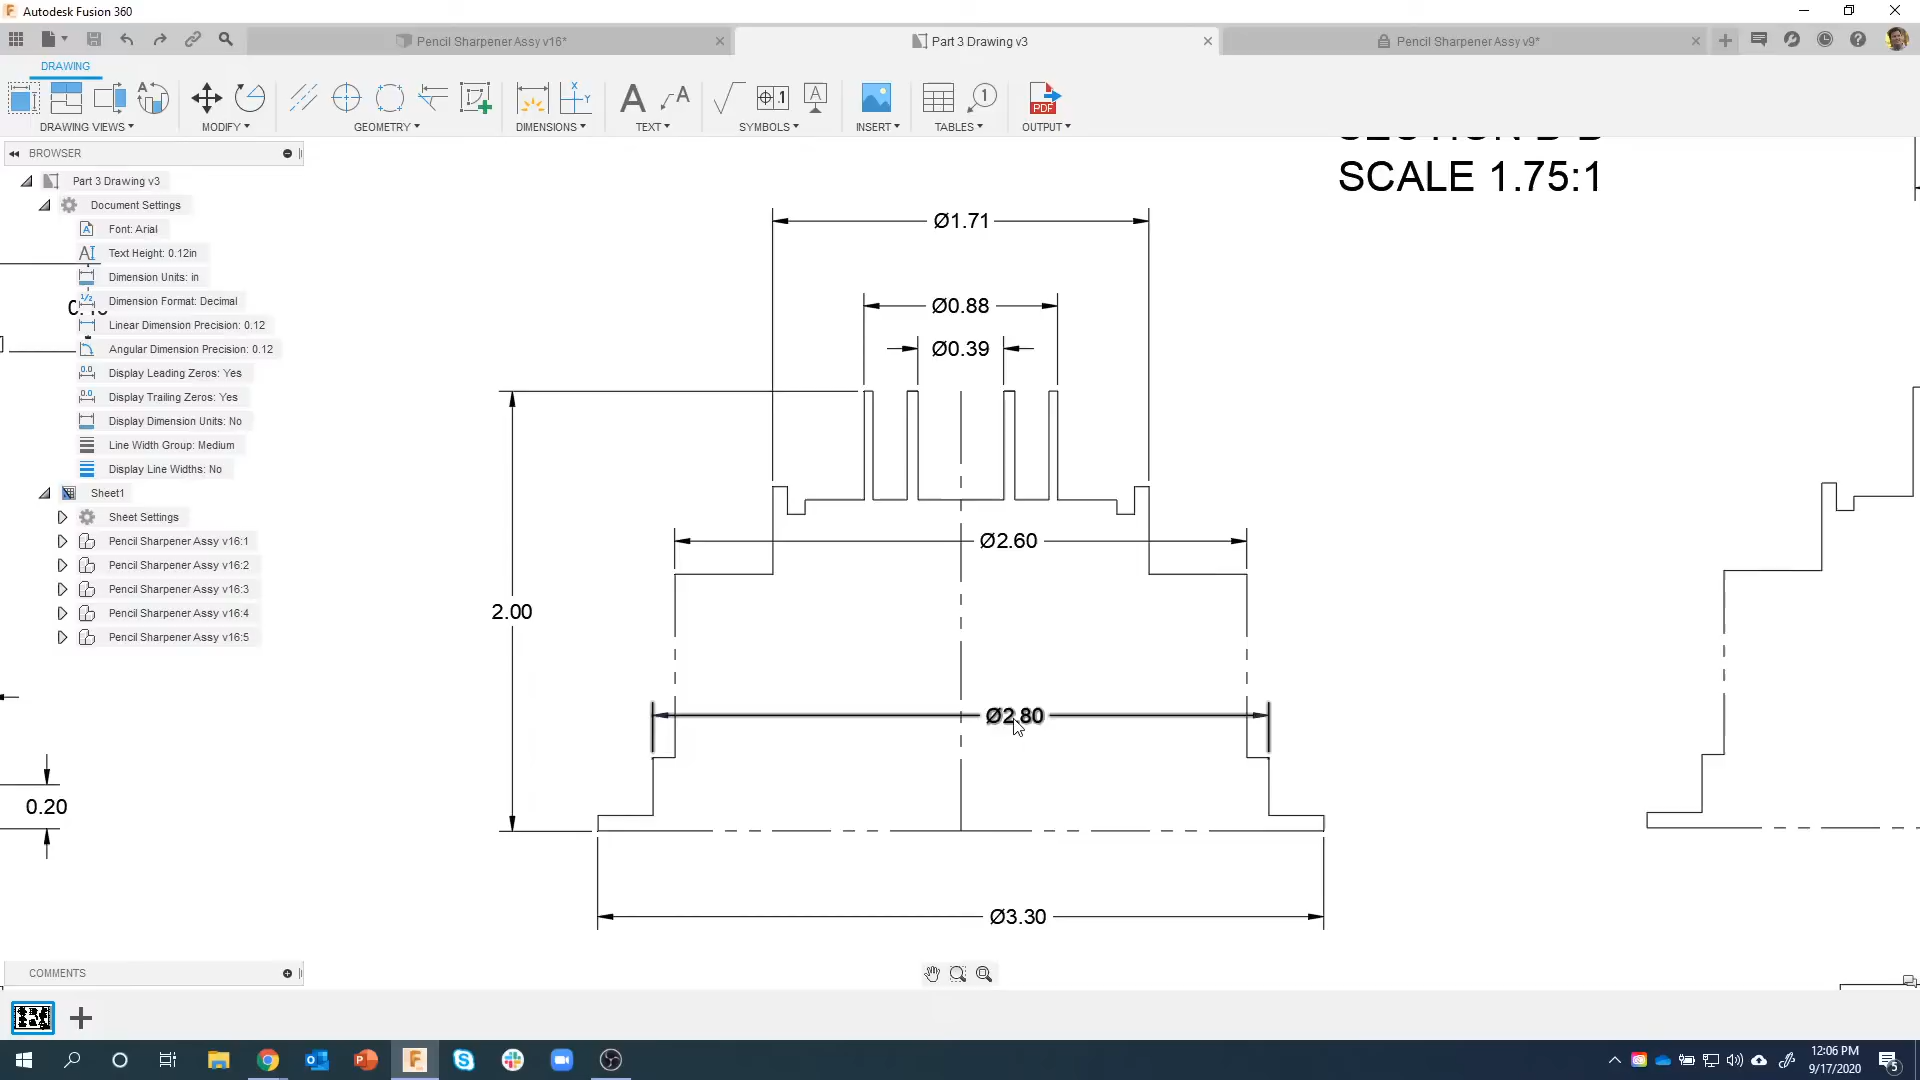 Autodesk Fusion 360
Pencil Sharpener Assy v16*
Part 3 Drawing v3
Pencil Sharpener Assy v9*
DRAWING
DRAWING VIEWS
MODIFY
GEOMETRY
DIMENSIONS
TEXT
SYMBOLS
INSERT
TABLES
PDF
OUTPUT
BROWSER
Part 3 Drawing v3
Document Settings
Font: Arial
Text Height: 0.12in
Dimension Units: in
Dimension Format: Decimal
Linear Dimension Precision: 0.12
Angular Dimension Precision: 0.12
Display Leading Zeros: Yes
Display Trailing Zeros: Yes
Display Dimension Units: No
Line Width Group: Medium
Display Line Widths: No
Sheet1
Sheet Settings
Pencil Sharpener Assy v16:1
Pencil Sharpener Assy v16:2
Pencil Sharpener Assy v16:3
Pencil Sharpener Assy v16:4
Pencil Sharpener Assy v16:5
SCALE 1.75:1
Ø1.71
Ø0.88
Ø0.39
Ø2.60
2.00
Ø2.80
0.20
Ø3.30
COMMENTS
12:06 PM
9/17/2020
5